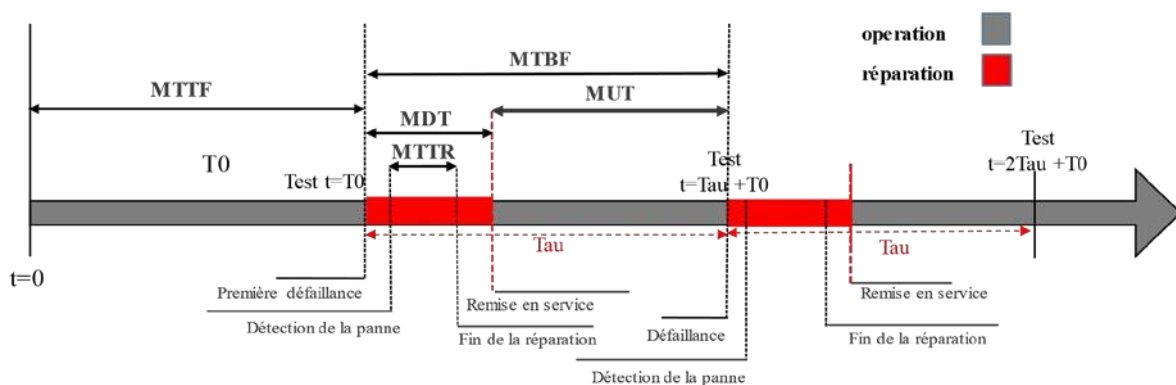 operation
réparation
MTBF
MTTF
MUT
MDT
MTTR
T0
Test t=T0
Test
t=Tau +T0
Test
t=2Tau +T0
Tau
Tau
t=0
Première défaillance
Remise en service
Remise en service
Détection de la panne
Fin de la réparation
Défaillance
Fin de la réparation
Détection de la panne